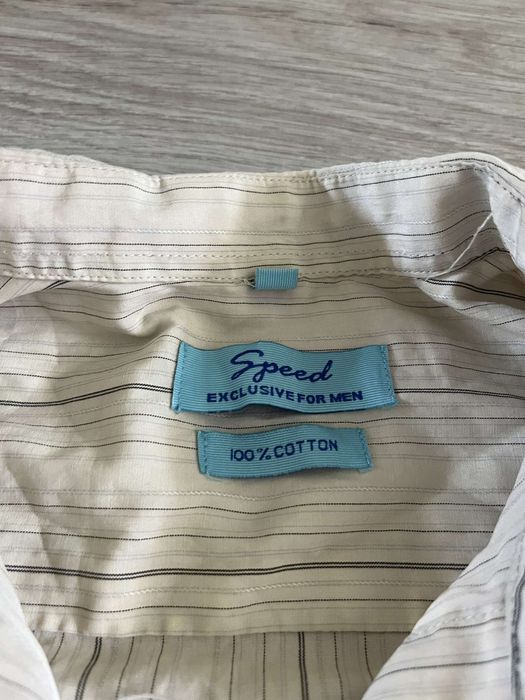 Speed
EXCLUSIVE FOR MEN
100% COTTON